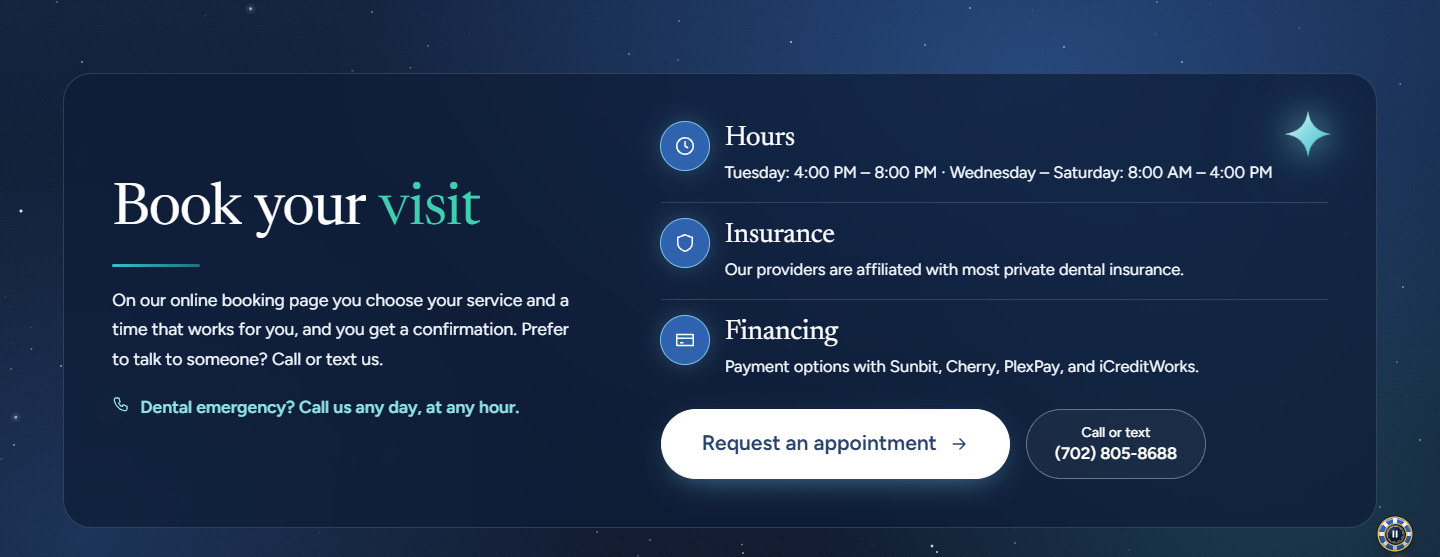 Book your visit
On our online booking page you choose your service and a
time that works for you, and you get a confirmation. Prefer
to talk to someone? Call or text us.
Dental emergency? Call us any day, at any hour.
Hours
Tuesday: 4:00 PM – 8:00 PM · Wednesday – Saturday: 8:00 AM – 4:00 PM
Insurance
Our providers are affiliated with most private dental insurance.
Financing
Payment options with Sunbit, Cherry, PlexPay, and iCreditWorks.
Request an appointment →
Call or text
(702) 805-8688